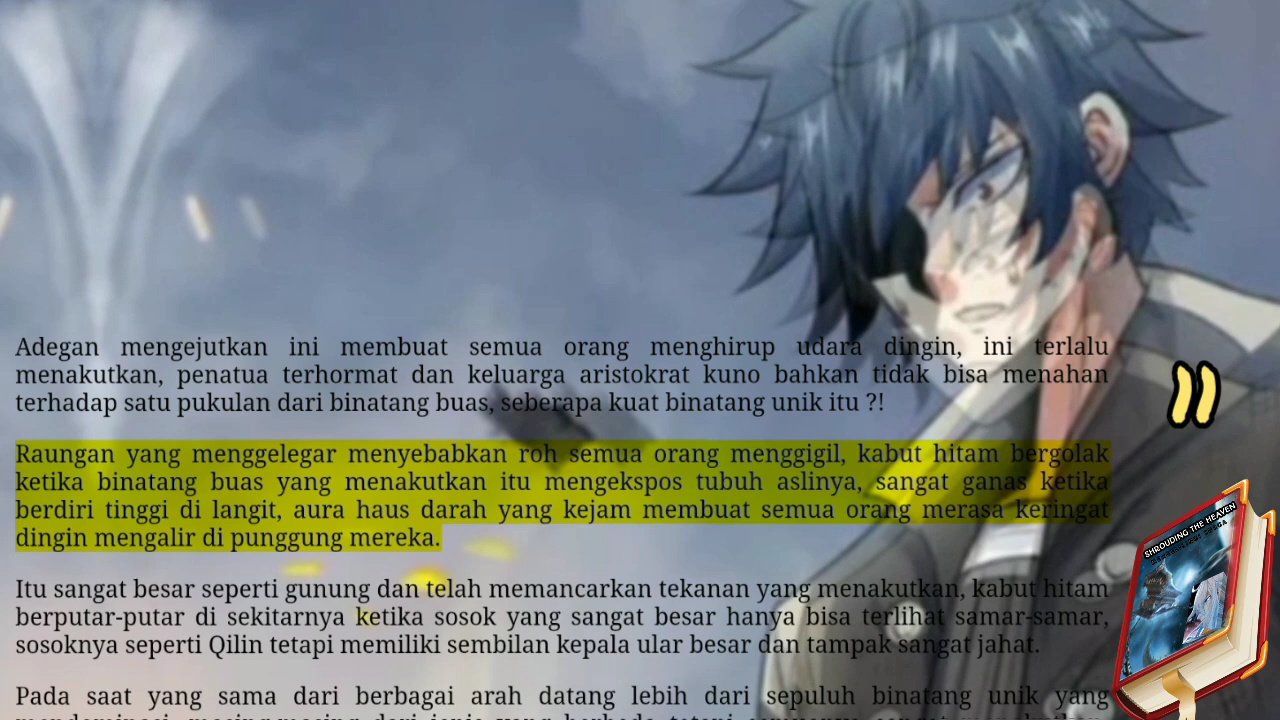 Adegan mengejutkan ini membuat semua orang menghirup udara dingin, ini terlalu
menakutkan, penatua terhormat dan keluarga aristokrat kuno bahkan tidak bisa menahan
terhadap satu pukulan dari binatang buas, seberapa kuat binatang unik itu ?!
Raungan yang menggelegar menyebabkan roh semua orang menggigil, kabut hitam bergolak
ketika binatang buas yang menakutkan itu mengekspos tubuh aslinya, sangat ganas ketika
berdiri tinggi di langit, aura haus darah yang kejam membuat semua orang merasa keringat
dingin mengalir di punggung mereka.
Itu sangat besar seperti gunung dan telah memancarkan tekanan yang menakutkan, kabut hitam
berputar-putar di sekitarnya ketika sosok yang sangat besar hanya bisa terlihat samar-samar,
sosoknya seperti Qilin tetapi memiliki sembilan kepala ular besar dan tampak sangat jahat.
Pada saat yang sama dari berbagai arah datang lebih dari sepuluh binatang unik yang
SHROUDING THE HEAVEN